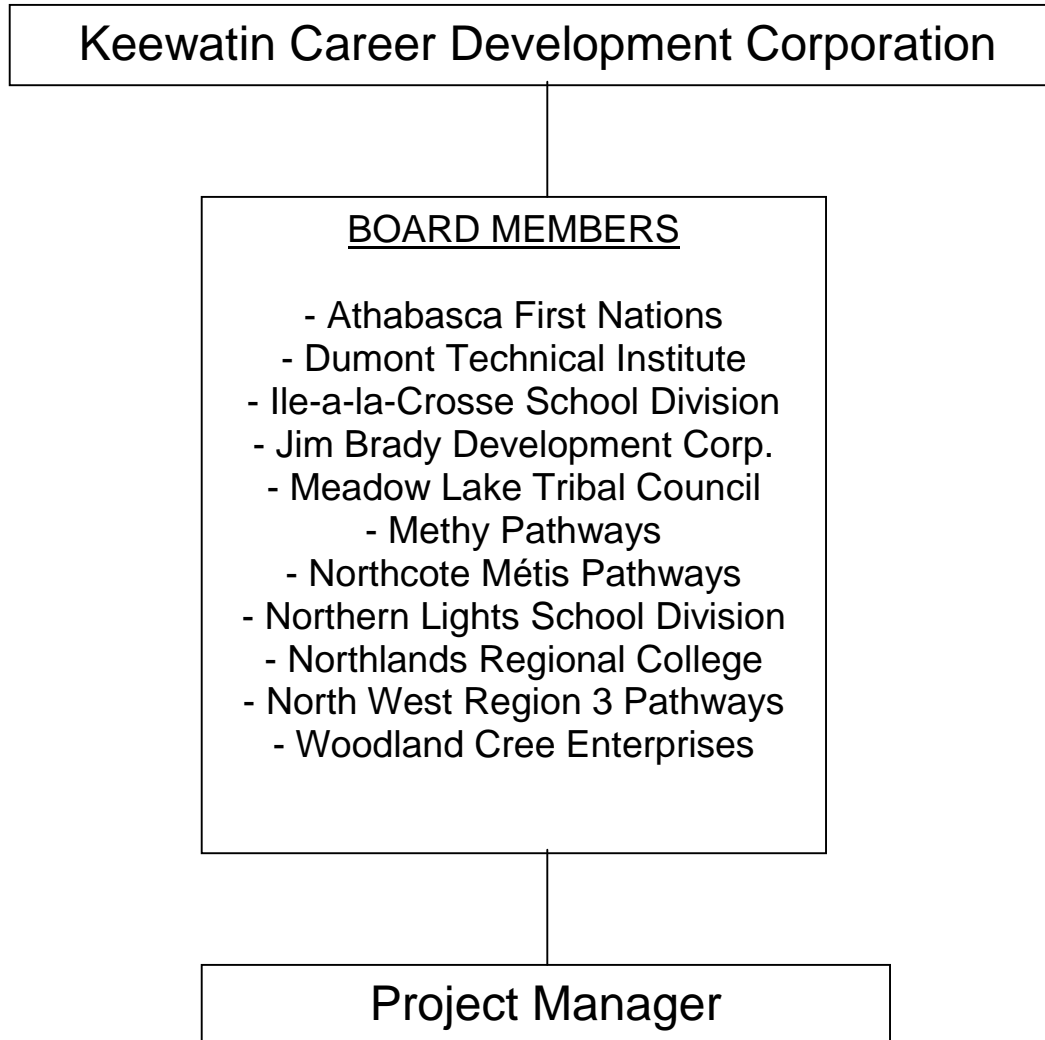 Keewatin Career Development Corporation
BOARD MEMBERS
- Athabasca First Nations
- Dumont Technical Institute
- Ile-a-la-Crosse School Division
- Jim Brady Development Corp.
- Meadow Lake Tribal Council
- Methy Pathways
- Northcote Métis Pathways
- Northern Lights School Division
- Northlands Regional College
- North West Region 3 Pathways
- Woodland Cree Enterprises
Project Manager